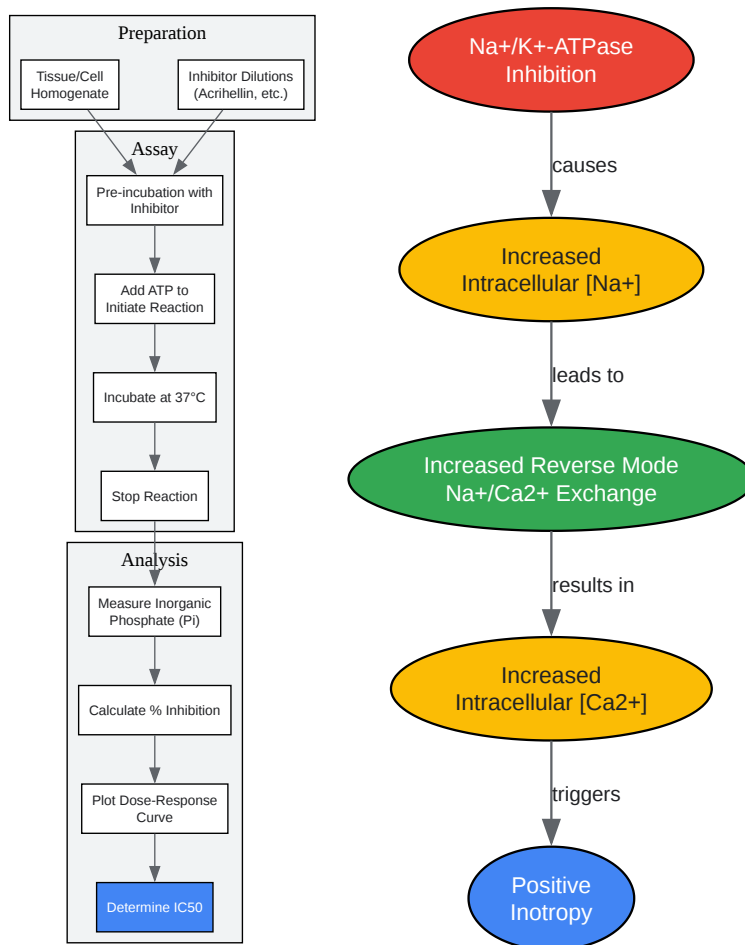 Preparation
Tissue/Cell
Homogenate
Inhibitor Dilutions
(Acrihellin, etc.)
Assay
Pre-incubation with
Inhibitor
Add ATP to
Initiate Reaction
Incubate at 37°C
Stop Reaction
Analysis
Measure Inorganic
Phosphate (Pi)
Calculate % Inhibition
Plot Dose-Response
Curve
Determine IC50
Na+/K+-ATPase
Inhibition
causes
Increased
Intracellular [Na+]
leads to
Increased Reverse Mode
Na+/Ca2+ Exchange
results in
Increased
Intracellular [Ca2+]
triggers
Positive
Inotropy